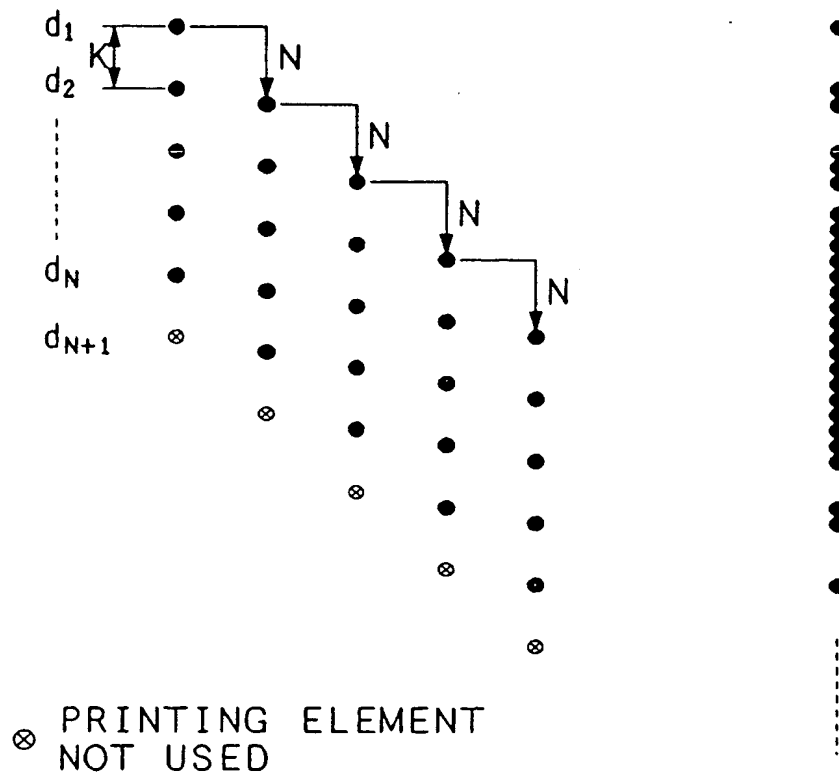 d1
K
N
d2
N
N
dN
N
dN+1
PRINTING ELEMENT
NOT USED